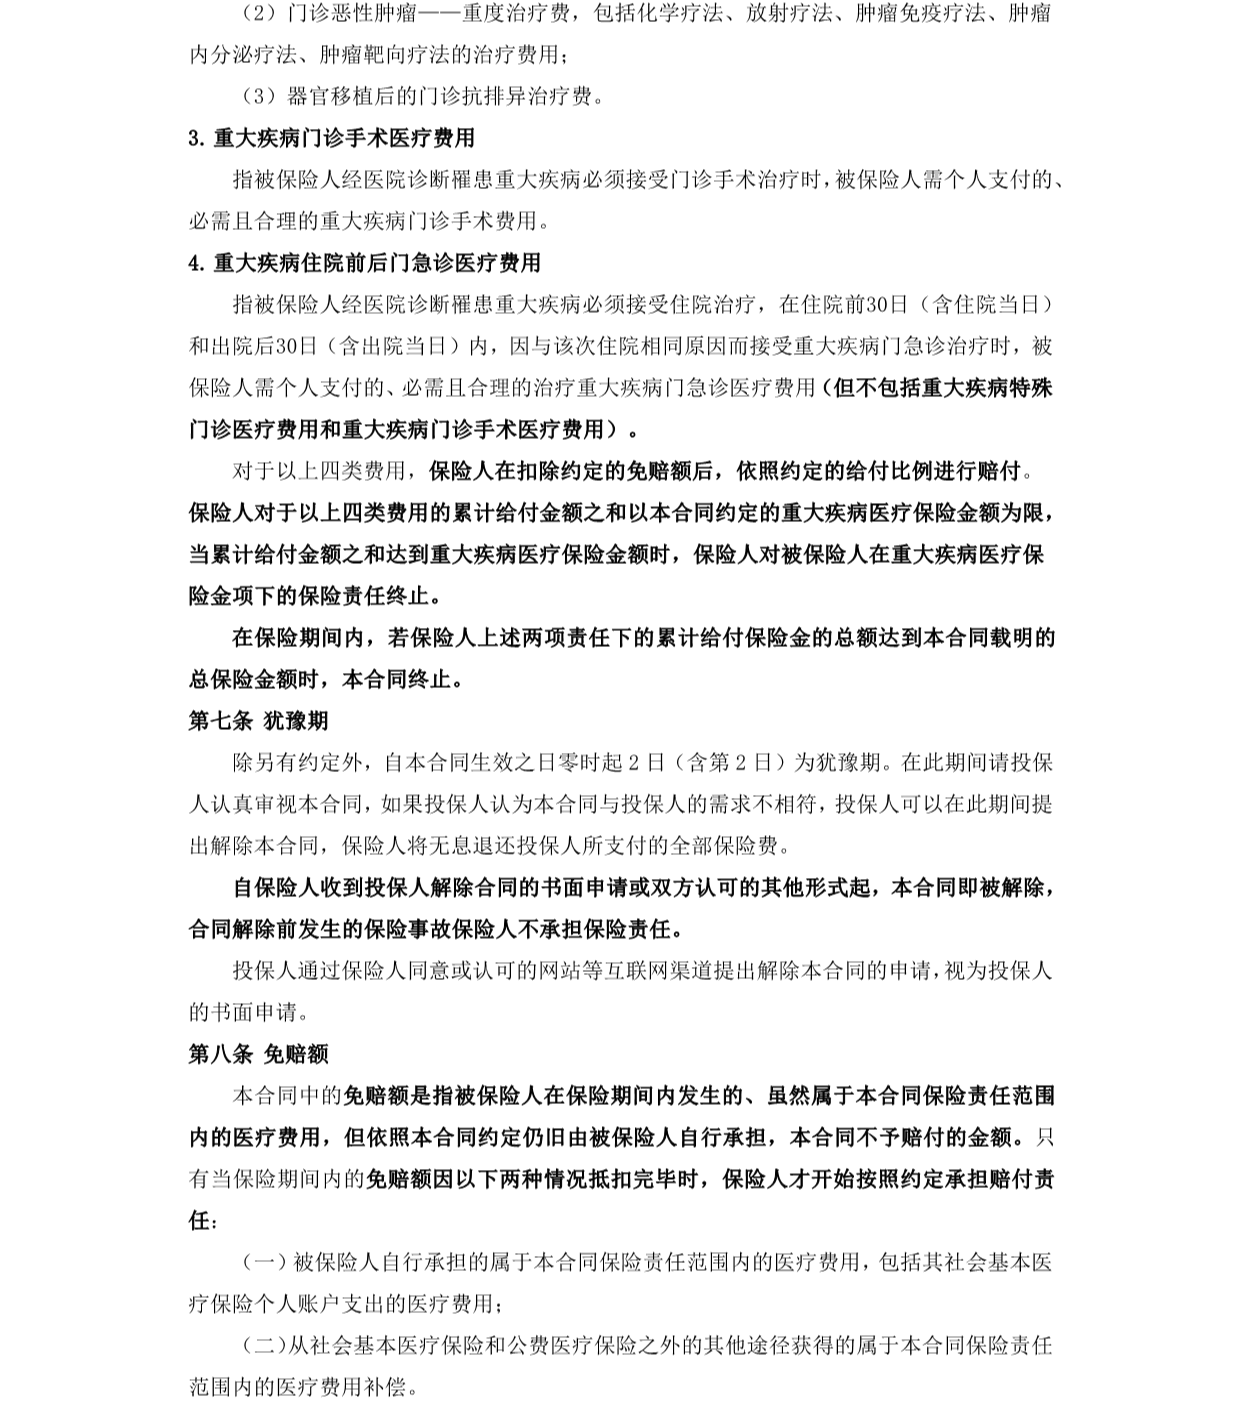 （2）门诊恶性肿瘤——重度治疗费，包括化学疗法、放射疗法、肿瘤免疫疗法、肿瘤
内分泌疗法、肿瘤靶向疗法的治疗费用；
（3）器官移植后的门诊抗排异治疗费。
3. 重大疾病门诊手术医疗费用
指被保险人经医院诊断罹患重大疾病必须接受门诊手术治疗时，被保险人需个人支付的、
必需且合理的重大疾病门诊手术费用。
4. 重大疾病住院前后门急诊医疗费用
指被保险人经医院诊断罹患重大疾病必须接受住院治疗，在住院前30日（含住院当日）
和出院后30日（含出院当日）内，因与该次住院相同原因而接受重大疾病门急诊治疗时，被
保险人需个人支付的、必需且合理的治疗重大疾病门急诊医疗费用（但不包括重大疾病特殊
门诊医疗费用和重大疾病门诊手术医疗费用）。
对于以上四类费用，保险人在扣除约定的免赔额后，依照约定的给付比例进行赔付。
保险人对于以上四类费用的累计给付金额之和以本合同约定的重大疾病医疗保险金额为限，
当累计给付金额之和达到重大疾病医疗保险金额时，保险人对被保险人在重大疾病医疗保
险金项下的保险责任终止。
在保险期间内，若保险人上述两项责任下的累计给付保险金的总额达到本合同载明的
总保险金额时，本合同终止。
第七条 犹豫期
除另有约定外，自本合同生效之日零时起 2 日（含第 2 日）为犹豫期。在此期间请投保
人认真审视本合同，如果投保人认为本合同与投保人的需求不相符，投保人可以在此期间提
出解除本合同，保险人将无息退还投保人所支付的全部保险费。
自保险人收到投保人解除合同的书面申请或双方认可的其他形式起，本合同即被解除，
合同解除前发生的保险事故保险人不承担保险责任。
投保人通过保险人同意或认可的网站等互联网渠道提出解除本合同的申请，视为投保人
的书面申请。
第八条 免赔额
本合同中的免赔额是指被保险人在保险期间内发生的、虽然属于本合同保险责任范围
内的医疗费用，但依照本合同约定仍旧由被保险人自行承担，本合同不予赔付的金额。只
有当保险期间内的免赔额因以下两种情况抵扣完毕时，保险人才开始按照约定承担赔付责
任：
（一）被保险人自行承担的属于本合同保险责任范围内的医疗费用，包括其社会基本医
疗保险个人账户支出的医疗费用；
（二）从社会基本医疗保险和公费医疗保险之外的其他途径获得的属于本合同保险责任
范围内的医疗费用补偿。